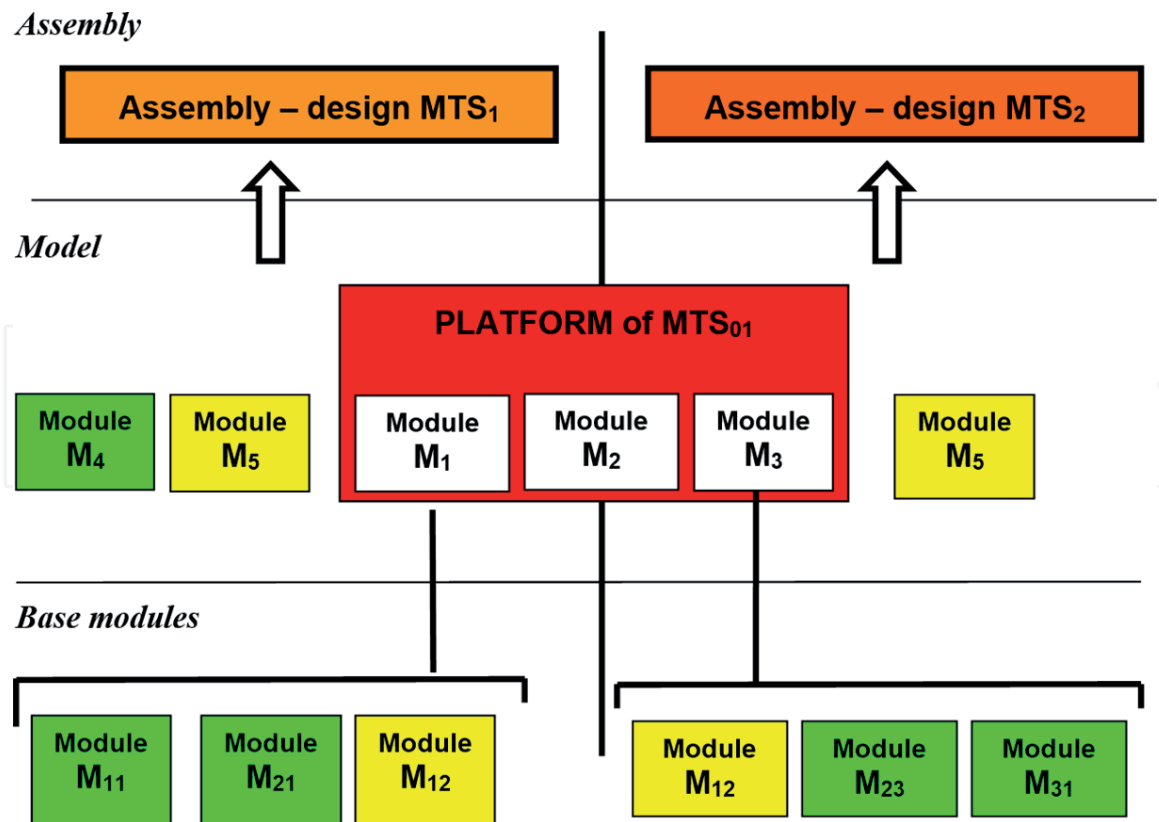 Assembly
Assembly – design MTS₁
Assembly – design MTS₂
Model
PLATFORM of MTS₀₁
Module
M₄
Module
M₅
Module
M₁
Module
M₂
Module
M₃
Module
M₅
Base modules
Module
M₁₁
Module
M₂₁
Module
M₁₂
Module
M₁₂
Module
M₂₃
Module
M₃₁